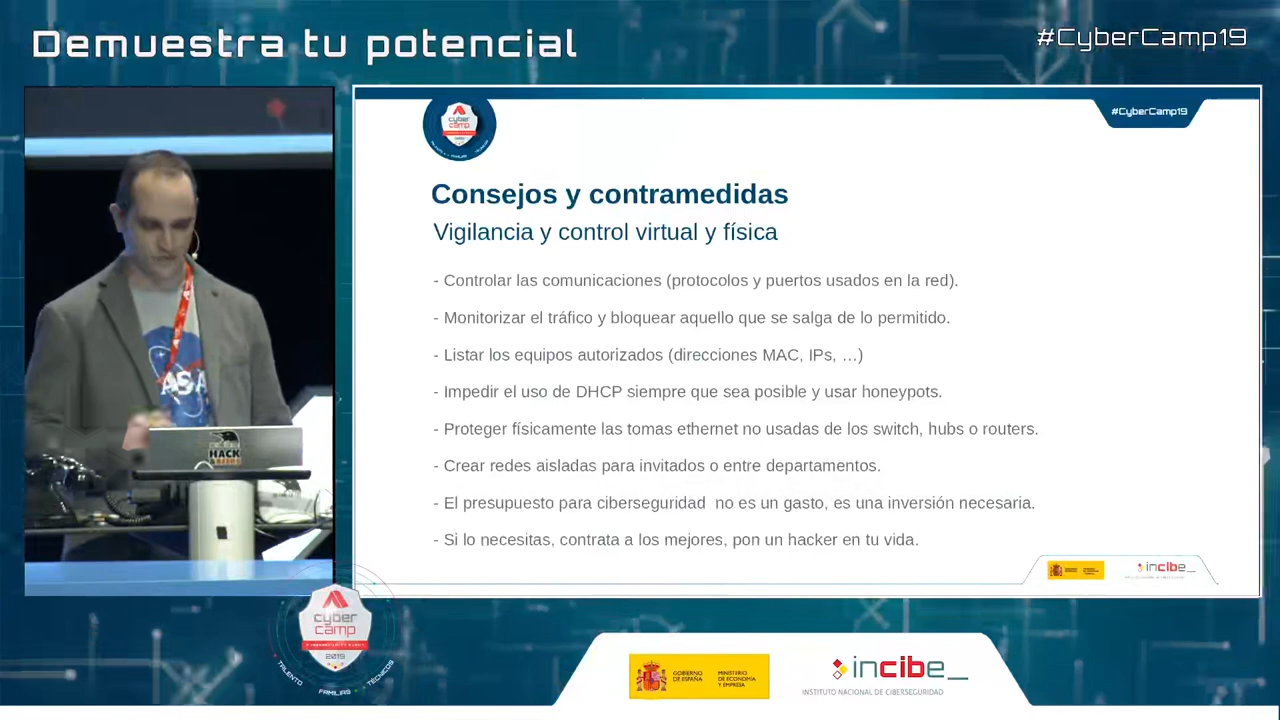 Demuestra tu potencial
#CyberCamp19
#CyberCamp19
cyber
camp
Consejos y contramedidas
Vigilancia y control virtual y física
- Controlar las comunicaciones (protocolos y puertos usados en la red).
- Monitorizar el tráfico y bloquear aquello que se salga de lo permitido.
- Listar los equipos autorizados (direcciones MAC, IPs, …)
- Impedir el uso de DHCP siempre que sea posible y usar honeypots.
- Proteger físicamente las tomas ethernet no usadas de los switch, hubs o routers.
- Crear redes aisladas para invitados o entre departamentos.
- El presupuesto para ciberseguridad  no es un gasto, es una inversión necesaria.
- Si lo necesitas, contrata a los mejores, pon un hacker en tu vida.
HACK
incibe_
cyber
camp
2019
TALENTO
FAMILIAS
TÉCNICOS
GOBIERNO
DE ESPAÑA
MINISTERIO
DE ECONOMÍA
Y EMPRESA
incibe_
INSTITUTO NACIONAL DE CIBERSEGURIDAD